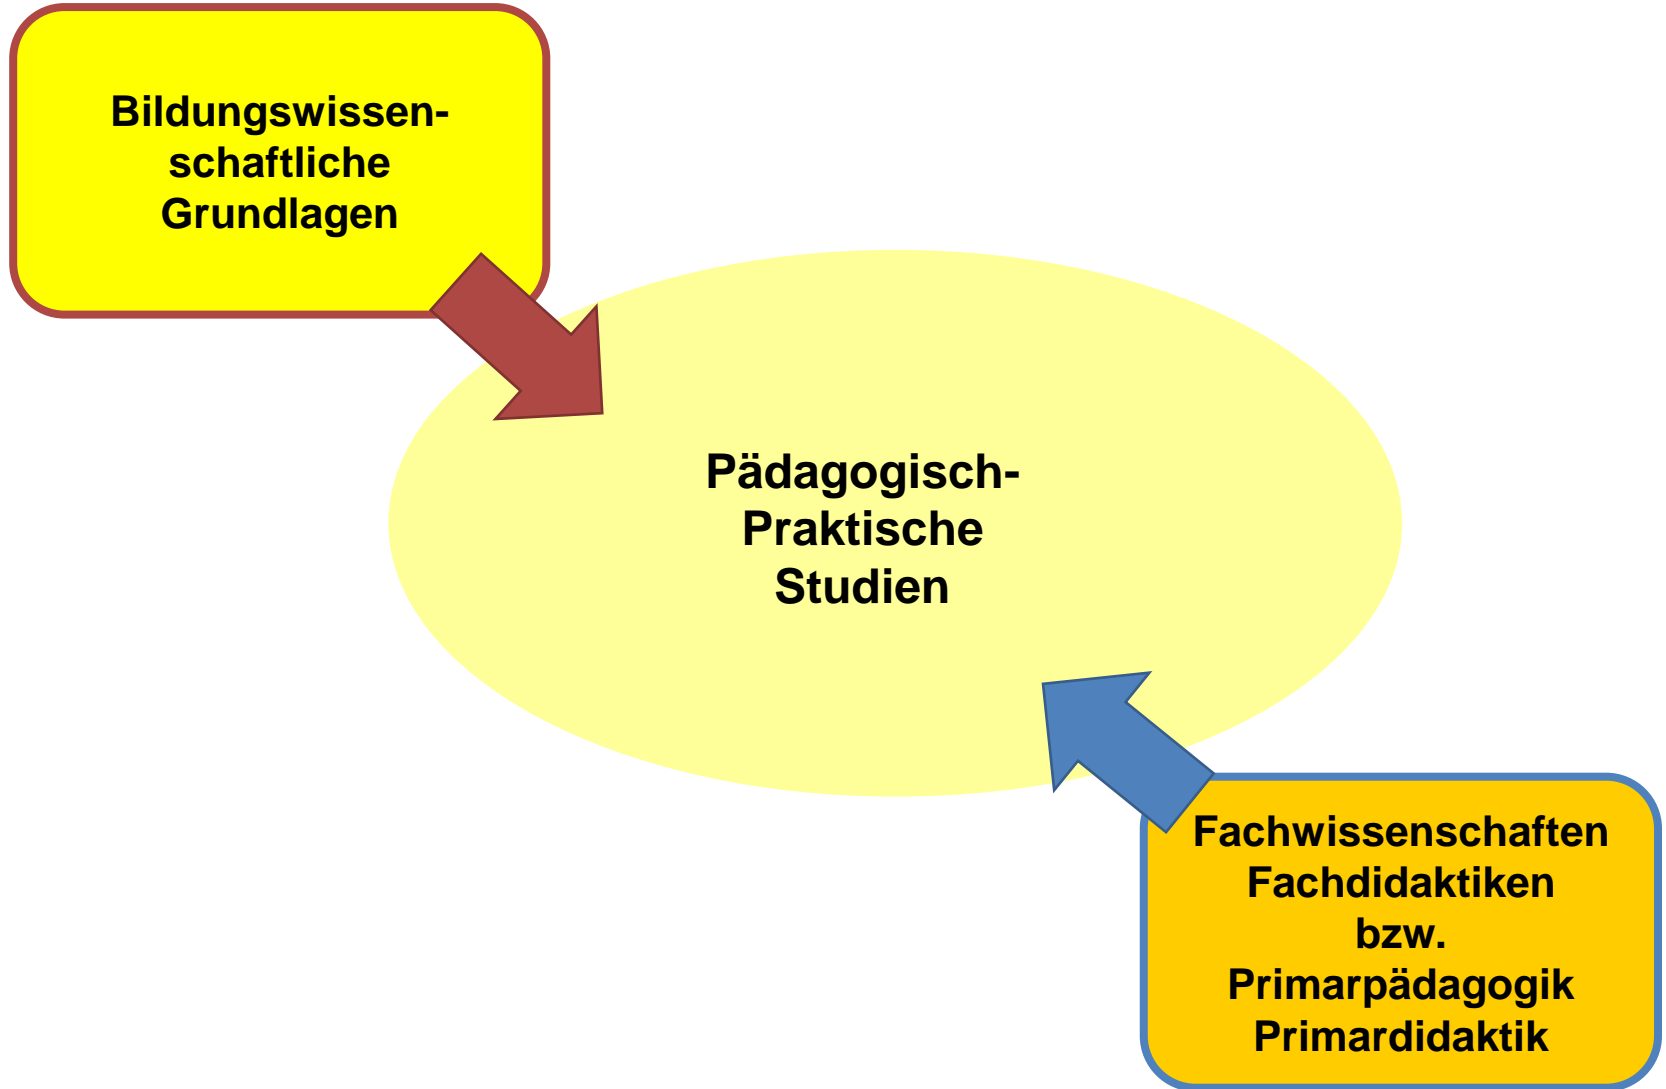 Bildungswissen-
schaftliche
Grundlagen
Pädagogisch-
Praktische
Studien
Fachwissenschaften
Fachdidaktiken
bzw.
Primarpädagogik
Primardidaktik